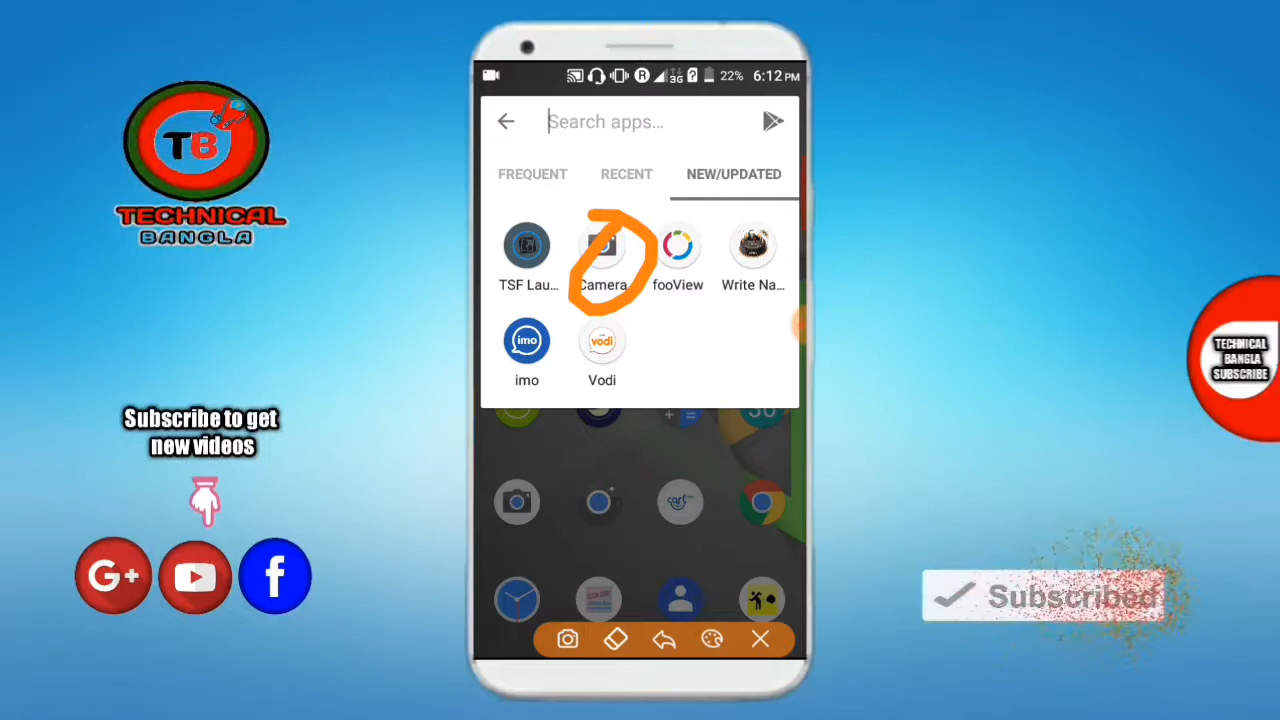 TB
TECHNICAL
BANGLA
Subscribe to get
new videos
G+
f
R
3G
22%
6:12 PM
Search apps...
FREQUENT
RECENT
NEW/UPDATED
TSF Lau...
Camera
fooView
Write Na...
imo
vodi
imo
Vodi
30
TECHNICAL
BANGLA
SUBSCRIBE
Subscribed